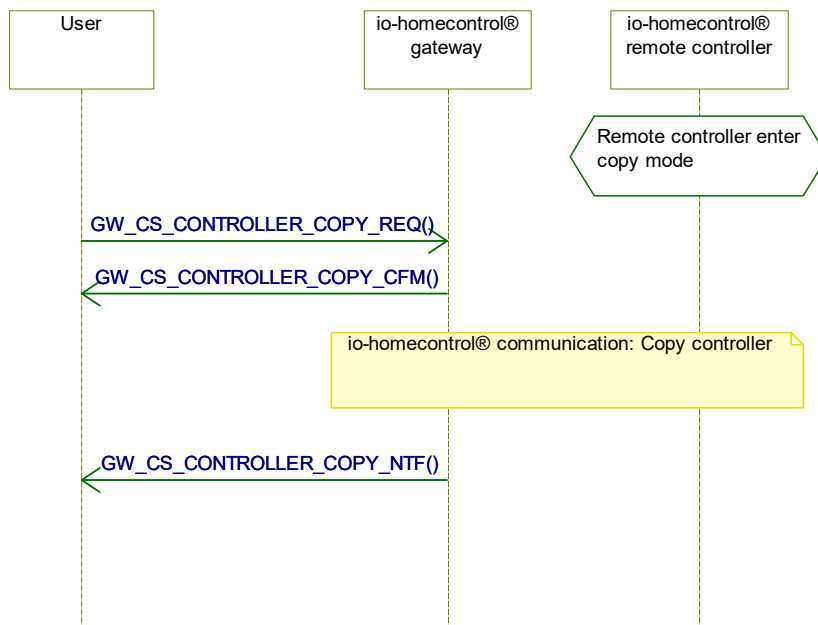 User
io-homecontrol®
gateway
io-homecontrol®
remote controller
Remote controller enter
copy mode
GW_CS_CONTROLLER_COPY_REQ()
GW_CS_CONTROLLER_COPY_CFM()
io-homecontrol® communication: Copy controller
GW_CS_CONTROLLER_COPY_NTF()